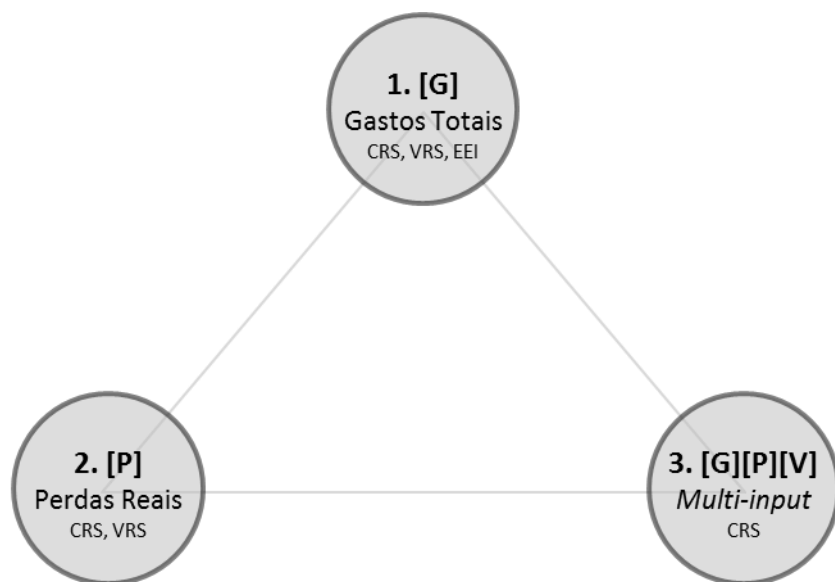 1. [G]
Gastos Totais
CRS, VRS, EEI
2. [P]
Perdas Reais
CRS, VRS
3. [G][P][V]
Multi-input
CRS